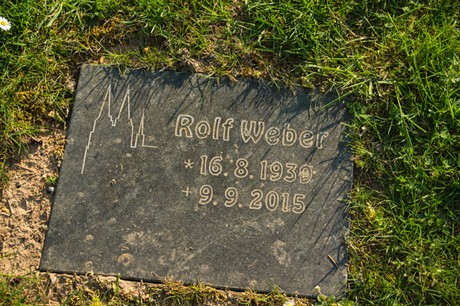 Rolf Weber
* 16. 8. 1939
+ 9. 9. 2015